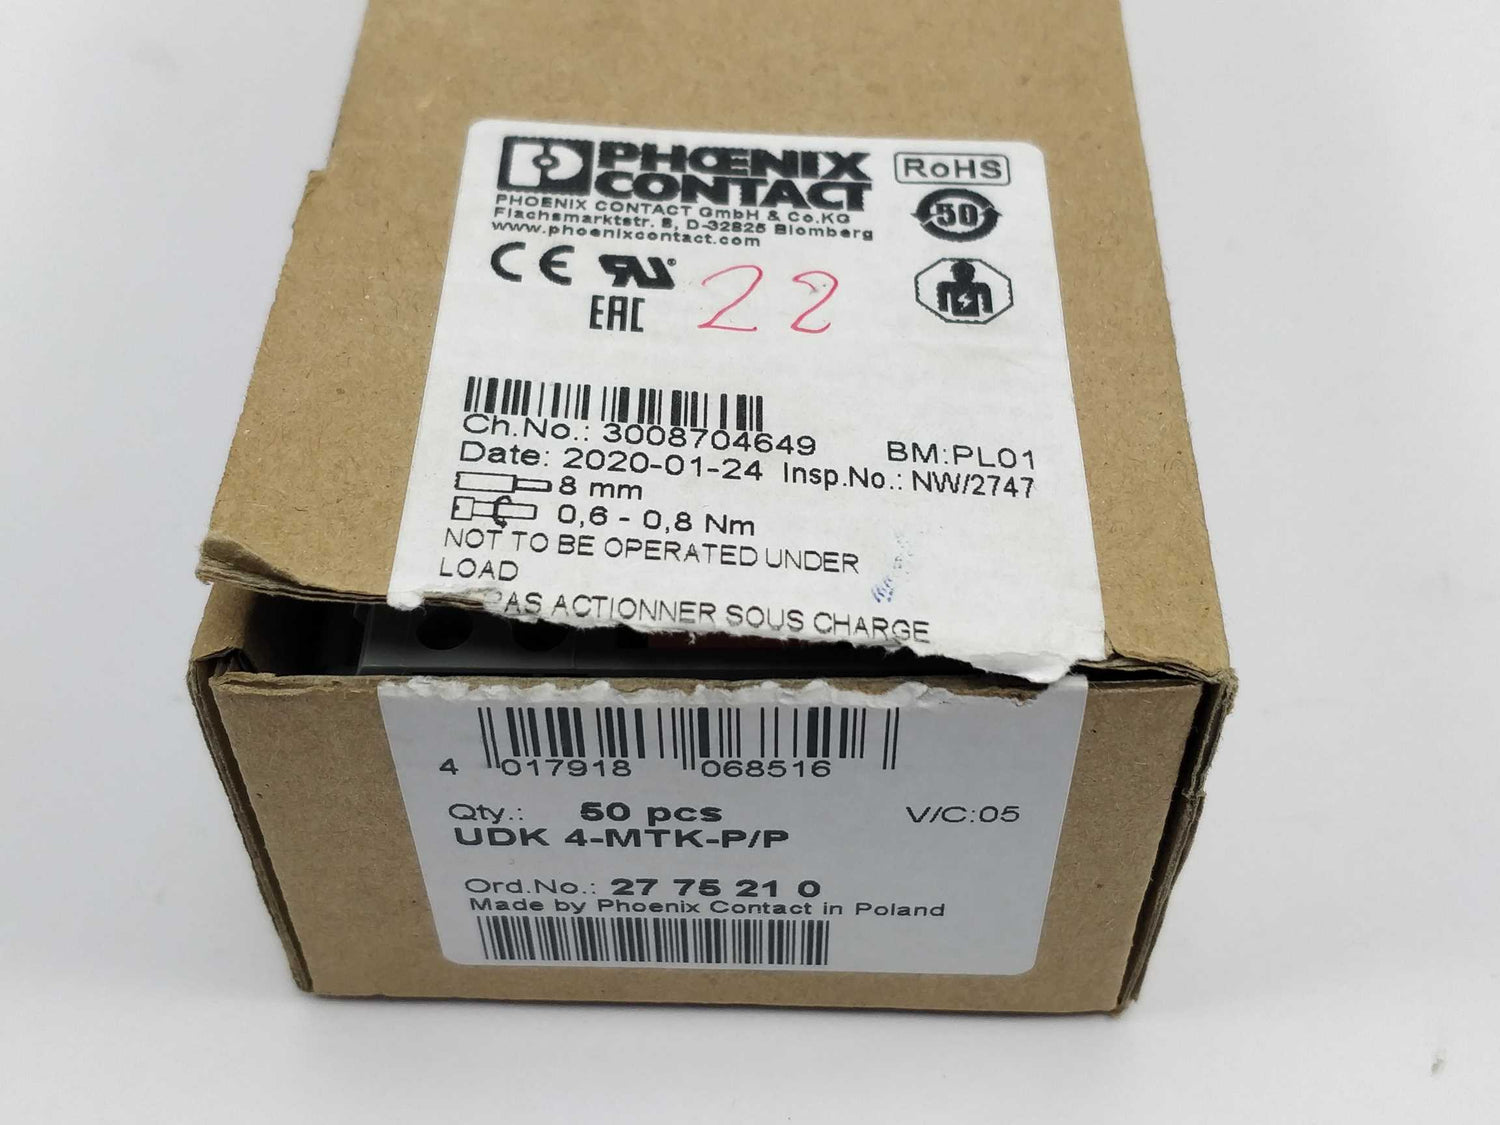 PHOENIX
CONTACT
PHOENIX CONTACT GmbH & Co.KG
Flachsmarktstr. 8, D-32825 Blomberg
www.phoenixcontact.com
RoHS
50
CE RU
EAC
22
Ch.No.: 3008704649 BM:PL01
Date: 2020-01-24 Insp.No.: NW/2747
8 mm
0,6 - 0,8 Nm
NOT TO BE OPERATED UNDER
LOAD
PAS ACTIONNER SOUS CHARGE
4 017918 068516
Qty.: 50 pcs V/C:05
UDK 4-MTK-P/P
Ord.No.: 27 75 21 0
Made by Phoenix Contact in Poland